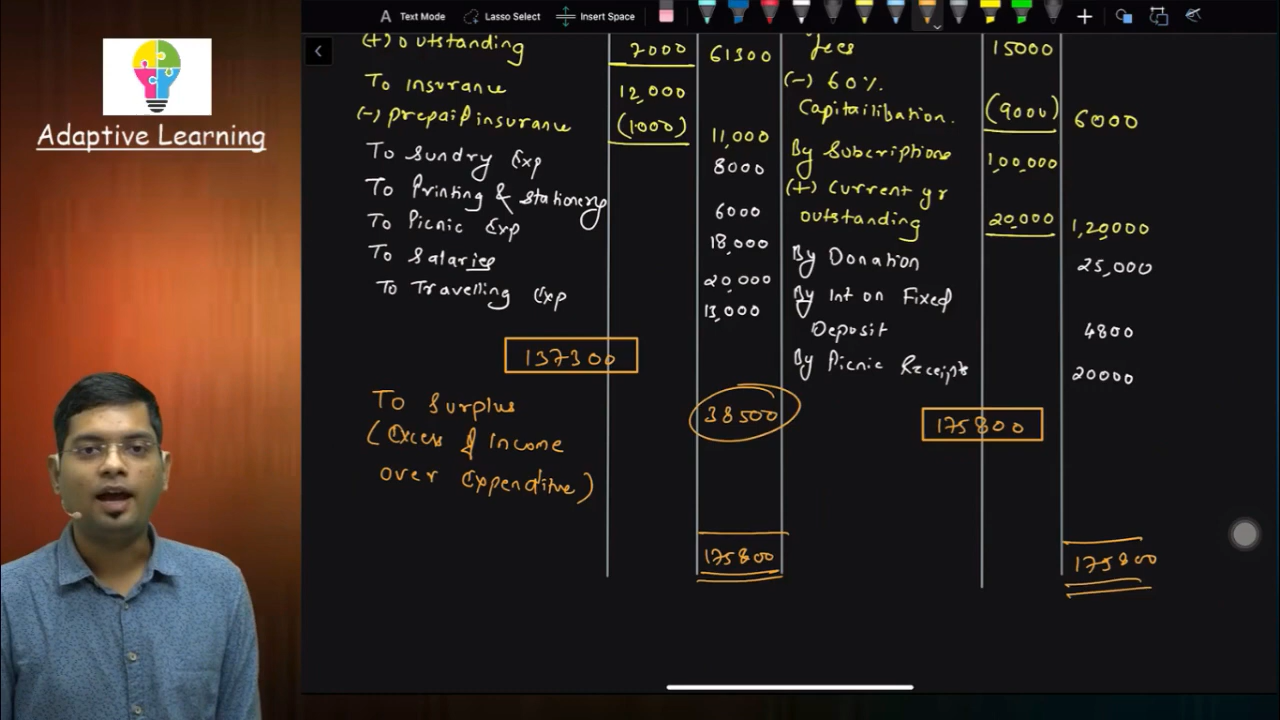 Text Mode Lasso Select Insert Space
Adaptive Learning
(+) outstanding 7000 61300
To insurance 12,000
(-) prepaid insurance (1000) 11,000
To Sundry Exp 8000
To Printing & Stationery 6000
To Picnic Exp 18,000
To Salaries 20,000
To Travelling Exp 13,000
137300
To Surplus 38500
(Excess of Income
over Expenditure)
175800
fees 15000
(-) 60%
Capitalibation. (9000) 6000
By Subscriptions 1,00,000
(+) Current yr
outstanding 20,000 1,20000
By Donation 25,000
By Int on Fixed
Deposit 4800
By Picnic Receipts 20000
175800
175800